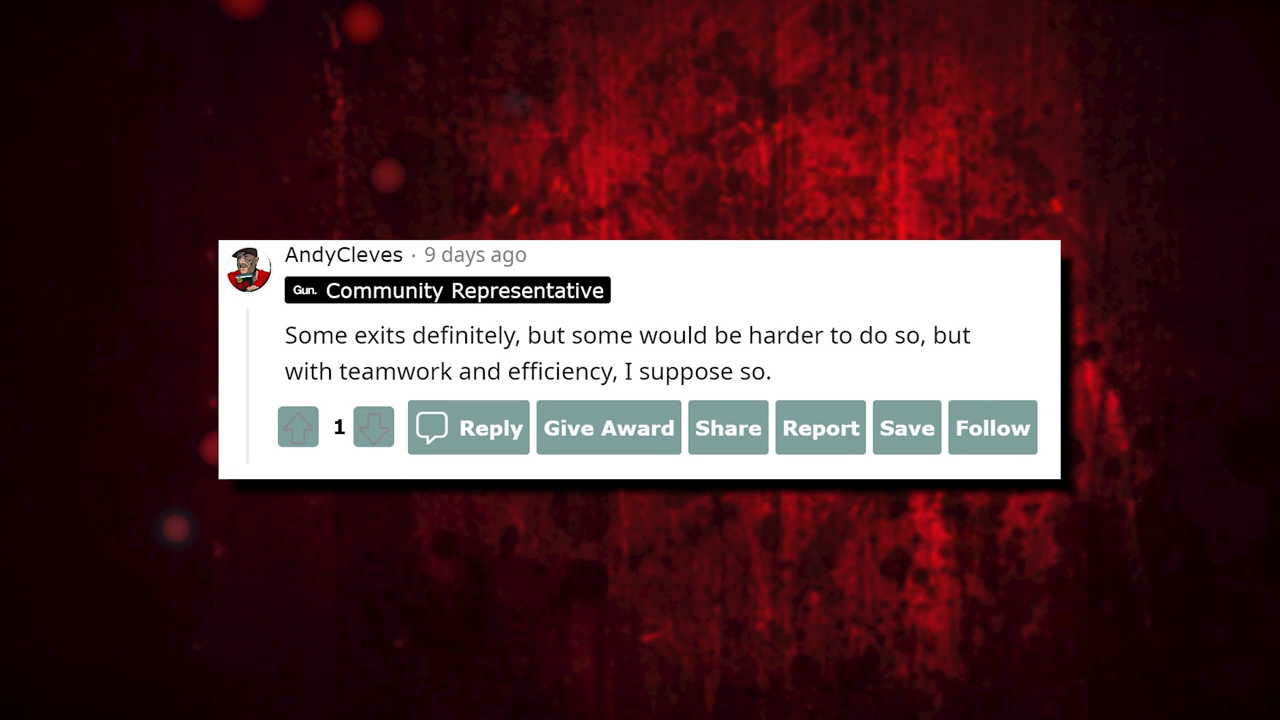 AndyCleves · 9 days ago
Gun. Community Representative
Some exits definitely, but some would be harder to do so, but
with teamwork and efficiency, I suppose so.
1 Reply Give Award Share Report Save Follow